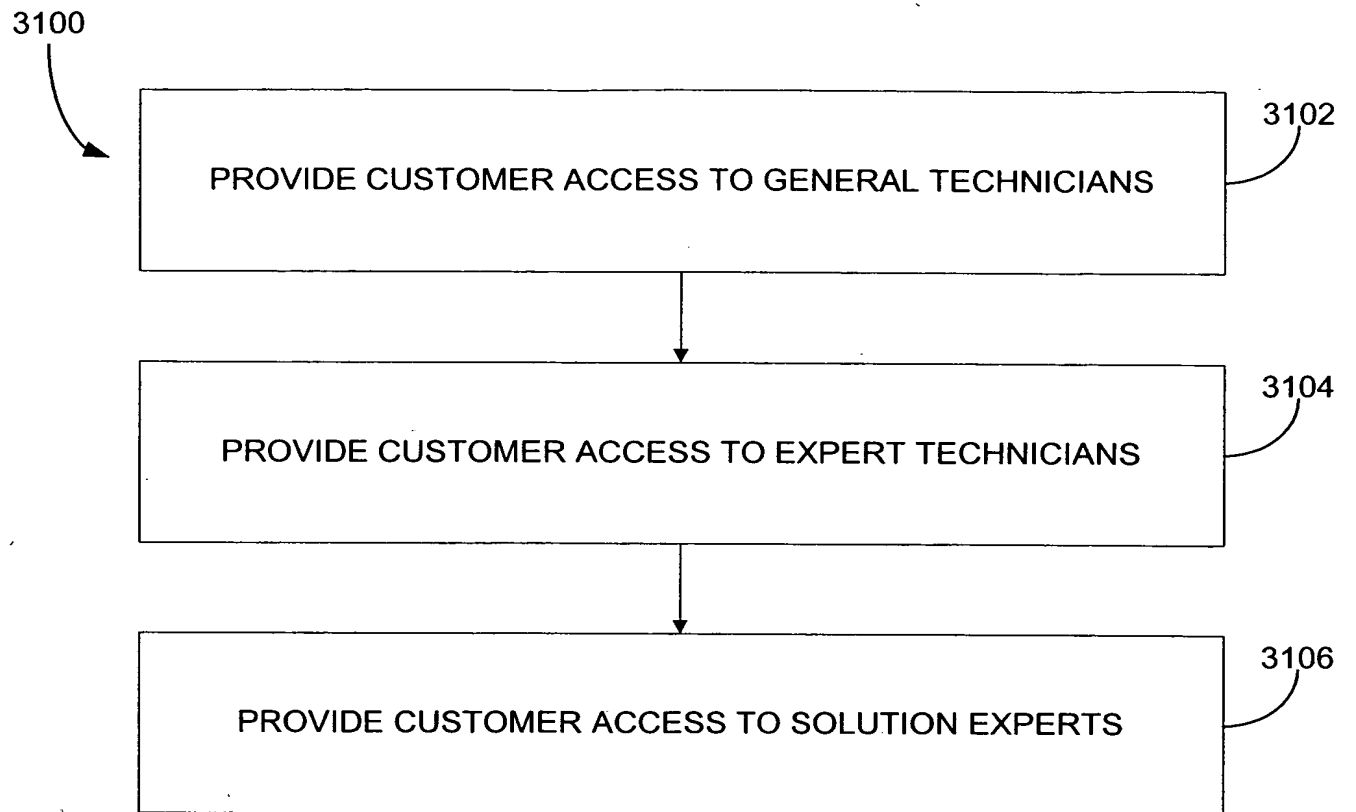 3100
3102
PROVIDE CUSTOMER ACCESS TO GENERAL TECHNICIANS
3104
PROVIDE CUSTOMER ACCESS TO EXPERT TECHNICIANS
3106
PROVIDE CUSTOMER ACCESS TO SOLUTION EXPERTS